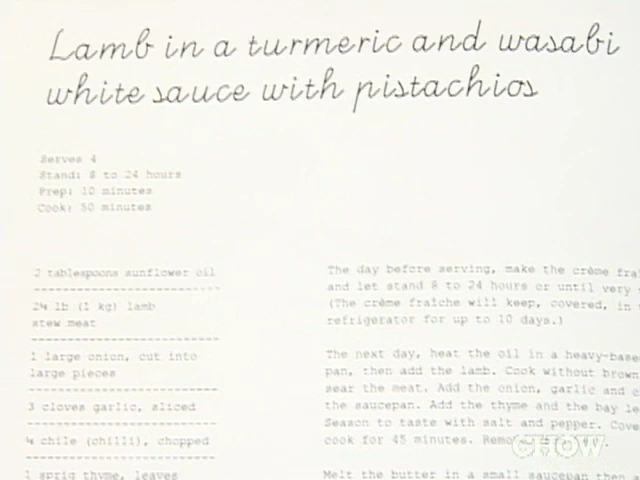 Lamb in a turmeric and wasabi
white sauce with pistachios
Serves 4
Stand: 8 to 24 hours
Prep: 10 minutes
Cook: 50 minutes
2 tablespoons sunflower oil
2¼ lb (1 kg) lamb
stew meat
1 large onion, cut into
large pieces
3 cloves garlic, sliced
¼ chile (chilli), chopped
1 sprig thyme, leaves
The day before serving, make the crème
and let stand 8 to 24 hours or until very
(The crème fraîche will keep, covered, in
refrigerator for up to 10 days.)
The next day, heat the oil in a heavy-base
pan, then add the lamb. Cook without brown
sear the meat. Add the onion, garlic and
the saucepan. Add the thyme and the bay
Season to taste with salt and pepper. Cove
cook for 45 minutes.
CHOW
Melt the butter in a small saucepan then